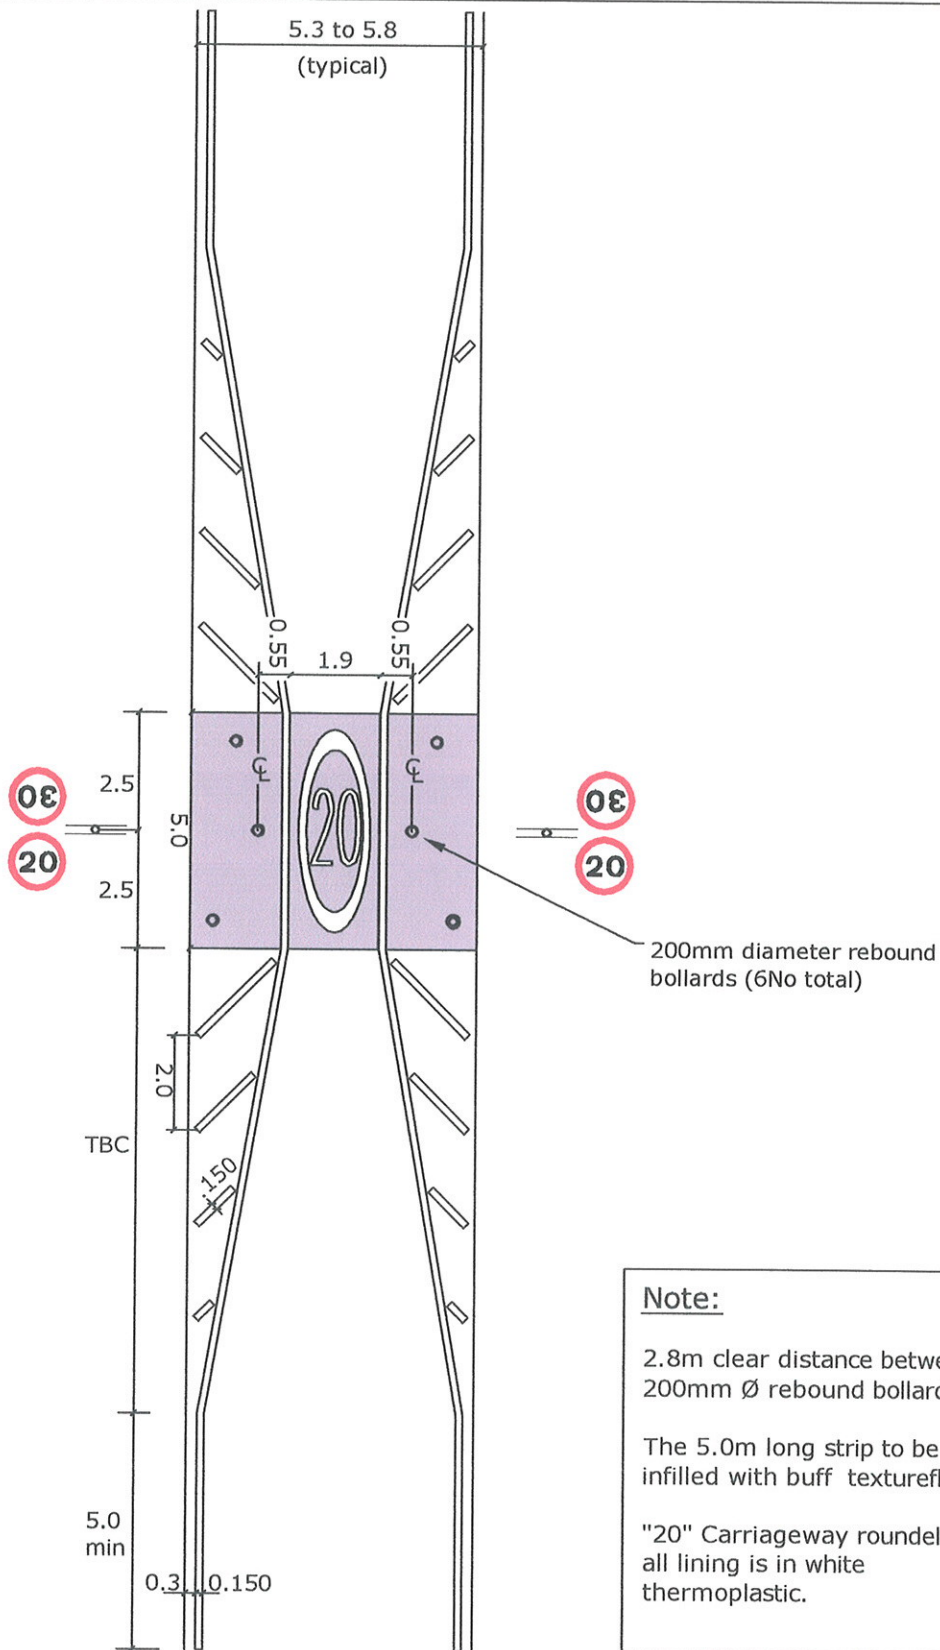 5.3 to 5.8
(typical)
0.55
1.9
0.55
2.5
5.0
2.5
℄
℄
20
30
20
30
20
200mm diameter rebound
bollards (6No total)
2.0
TBC
.150
5.0
min
0.3
0.150
Note:
2.8m clear distance betwe
200mm Ø rebound bollard
The 5.0m long strip to be
infilled with buff texturefl
"20" Carriageway roundel
all lining is in white
thermoplastic.